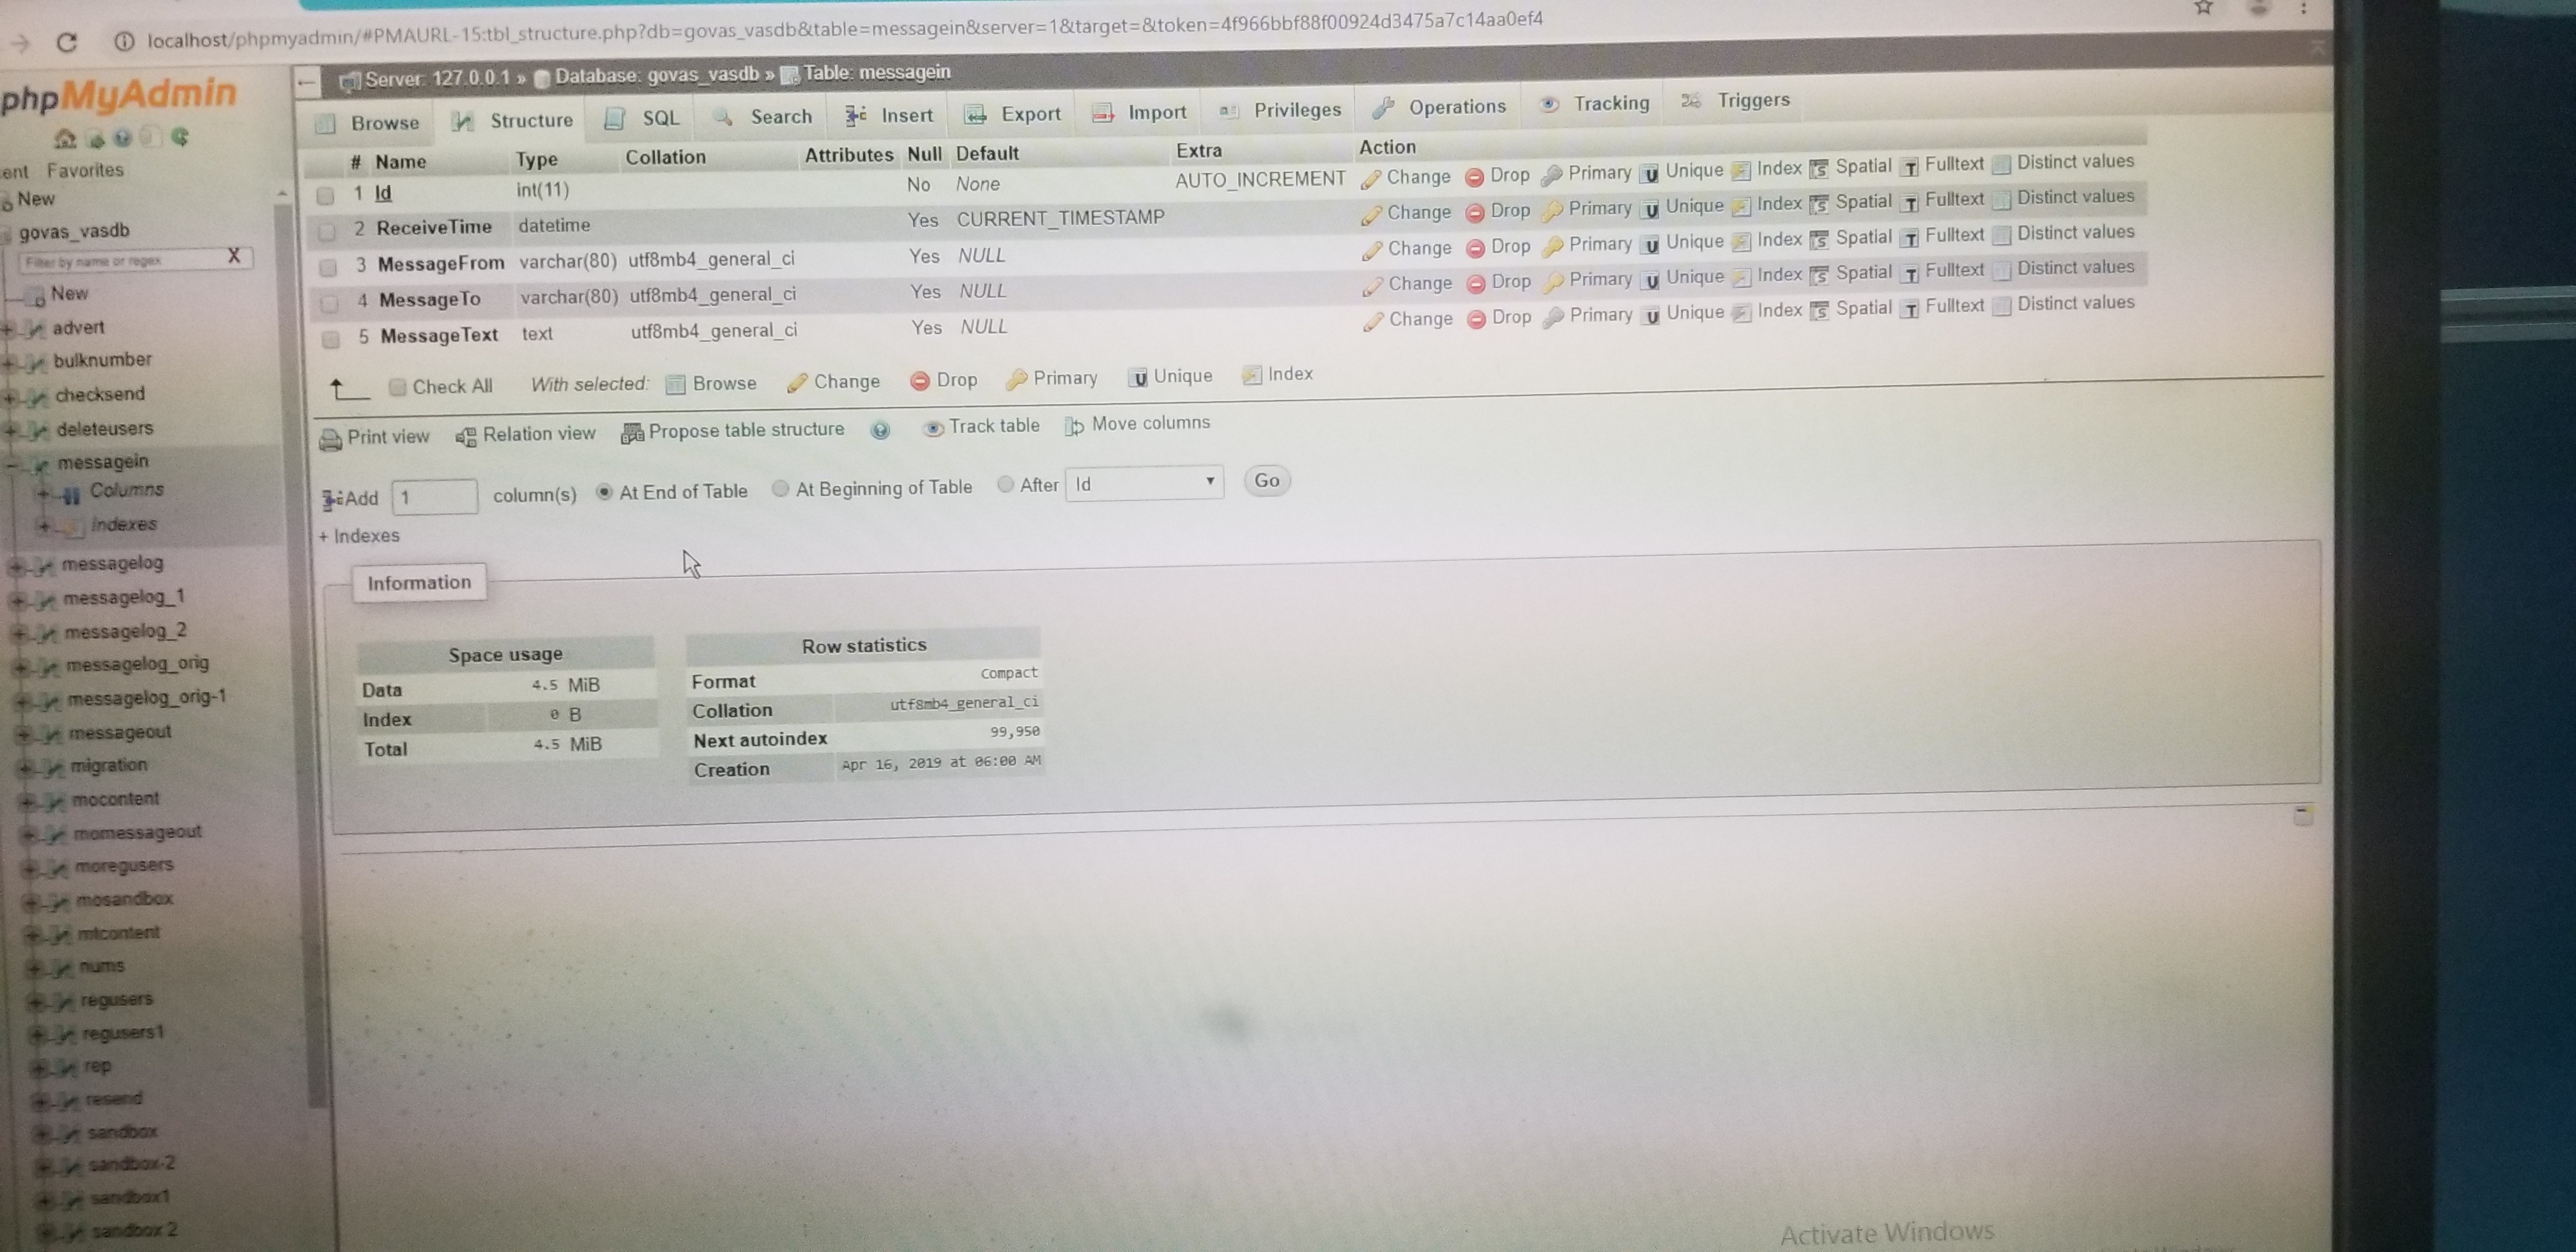 localhost/phpmyadmin/#PMAURL-15:tbl_structure.php?db=govas_vasdb&table=messagein&server=1&target=&token=4f966bbf88f00924d3475a7c14aa0ef4
phpMyAdmin
Server: 127.0.0.1 » Database: govas_vasdb » Table: messagein
Browse Structure SQL Search Insert Export Import Privileges Operations Tracking Triggers
ent Favorites
New
govas_vasdb
Filter by name or regex X
New
advert
bulknumber
checksend
deleteusers
messagein
Columns
Indexes
messagelog
messagelog_1
messagelog_2
messagelog_orig
messagelog_orig-1
messageout
migration
mocontent
momessageout
moregusers
mosandbox
mtcontent
nums
regusers
regusers1
rep
resend
sandbox
sandbox-2
sandbox1
sandbox2
# Name Type Collation Attributes Null Default Extra Action
1 Id int(11) No None AUTO_INCREMENT Change Drop Primary Unique Index Spatial Fulltext Distinct values
2 ReceiveTime datetime Yes CURRENT_TIMESTAMP Change Drop Primary Unique Index Spatial Fulltext Distinct values
3 MessageFrom varchar(80) utf8mb4_general_ci Yes NULL Change Drop Primary Unique Index Spatial Fulltext Distinct values
4 MessageTo varchar(80) utf8mb4_general_ci Yes NULL Change Drop Primary Unique Index Spatial Fulltext Distinct values
5 MessageText text utf8mb4_general_ci Yes NULL Change Drop Primary Unique Index Spatial Fulltext Distinct values
Check All With selected: Browse Change Drop Primary Unique Index
Print view Relation view Propose table structure Track table Move columns
Add 1 column(s) At End of Table At Beginning of Table After Id Go
+ Indexes
Information
Space usage
Data 4.5 MiB
Index 0 B
Total 4.5 MiB
Row statistics
Format Compact
Collation utf8mb4_general_ci
Next autoindex 99,950
Creation Apr 16, 2019 at 06:00 AM
Activate Windows